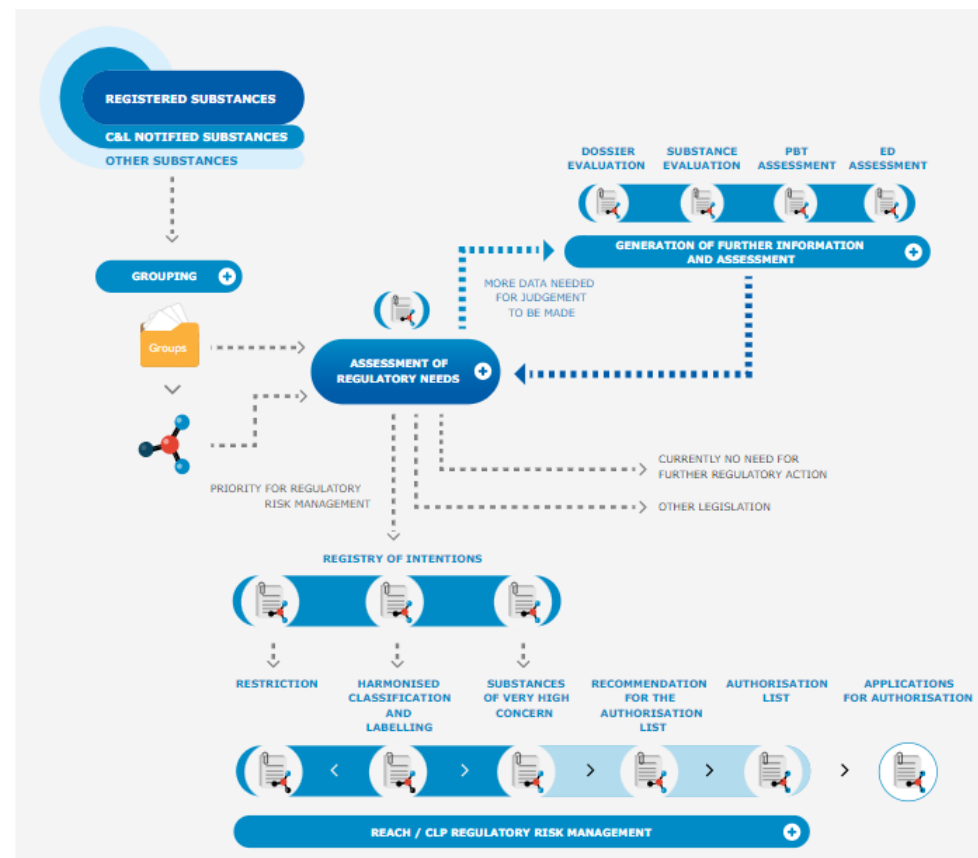 REGISTERED SUBSTANCES
C&L NOTIFIED SUBSTANCES
OTHER SUBSTANCES
DOSSIER
EVALUATION
SUBSTANCE
EVALUATION
PBT
ASSESSMENT
ED
ASSESSMENT
GENERATION OF FURTHER INFORMATION
AND ASSESSMENT
GROUPING
MORE DATA NEEDED
FOR JUDGEMENT
TO BE MADE
Groups
ASSESSMENT OF
REGULATORY NEEDS
CURRENTLY NO NEED FOR
FURTHER REGULATORY ACTION
PRIORITY FOR REGULATORY
RISK MANAGEMENT
OTHER LEGISLATION
REGISTRY OF INTENTIONS
RESTRICTION
HARMONISED
CLASSIFICATION
AND
LABELLING
SUBSTANCES
OF VERY HIGH
CONCERN
RECOMMENDATION
FOR THE
AUTHORISATION
LIST
AUTHORISATION
LIST
APPLICATIONS
FOR AUTHORISATION
REACH / CLP REGULATORY RISK MANAGEMENT